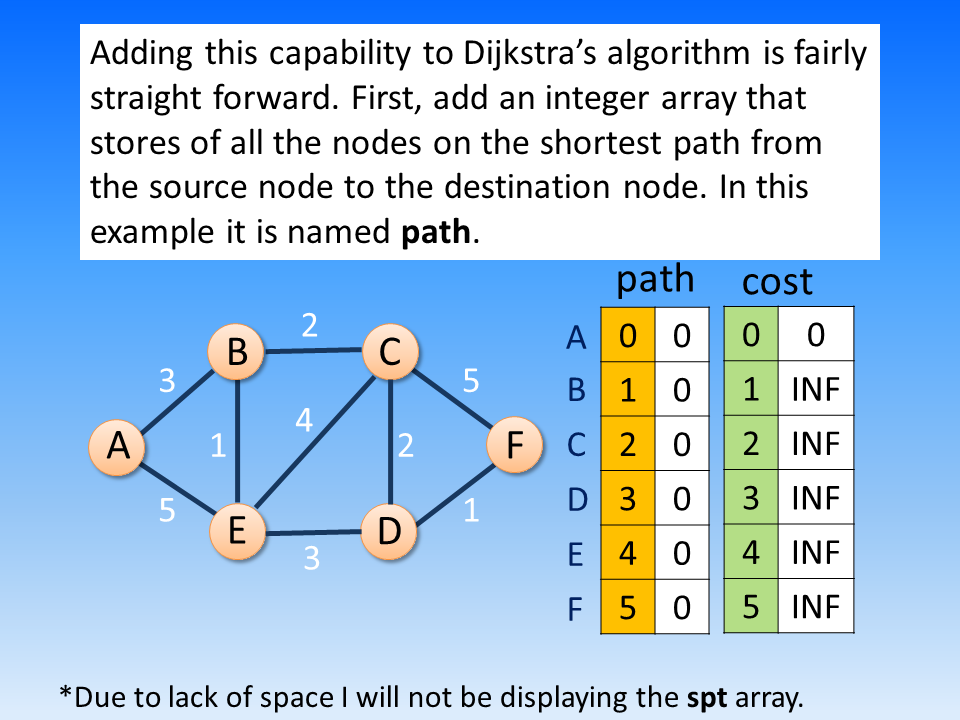 Adding this capability to Dijkstra’s algorithm is fairly
straight forward. First, add an integer array that
stores of all the nodes on the shortest path from
the source node to the destination node. In this
example it is named path.
path cost
A 0 0 0 0
B 1 0 1 INF
C 2 0 2 INF
D 3 0 3 INF
E 4 0 4 INF
F 5 0 5 INF
2
B C
3 5
4
A 1 2 F
5 1
E D
3
*Due to lack of space I will not be displaying the spt array.